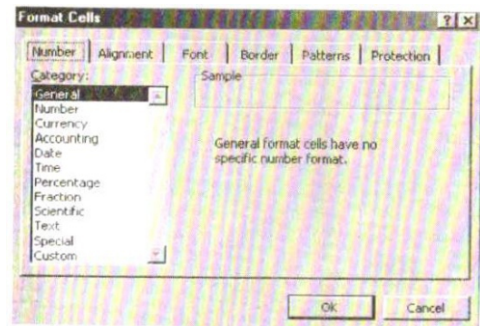 Format Cells
Number Alignment Font Border Patterns Protection
Category:
Sample
General
Number
Currency
Accounting
Date
Time
Percentage
Fraction
Scientific
Text
Special
Custom
General format cells have no
specific number format.
Ok Cancel